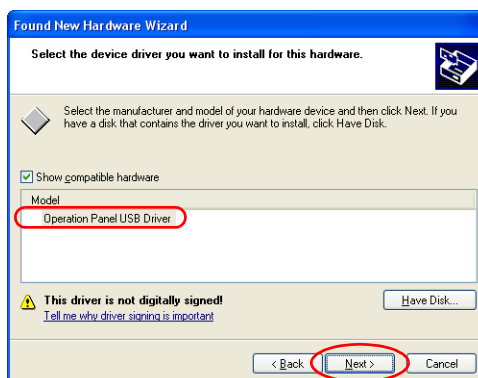 Found New Hardware Wizard
Select the device driver you want to install for this hardware.
Select the manufacturer and model of your hardware device and then click Next. If you
have a disk that contains the driver you want to install, click Have Disk.
Show compatible hardware
Model
Operation Panel USB Driver
This driver is not digitally signed!
Tell me why driver signing is important
Have Disk...
< Back
Next >
Cancel